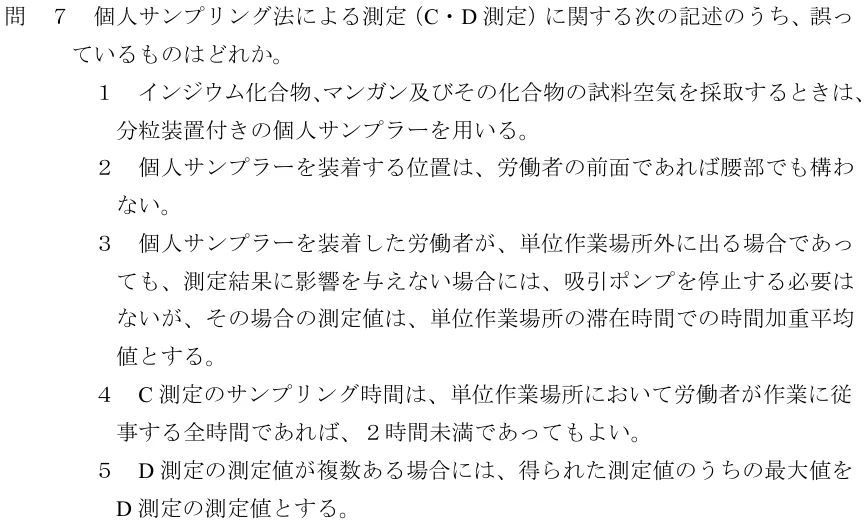 問　７　個人サンプリング法による測定（C・D 測定）に関する次の記述のうち、誤っ
ているものはどれか。
１　インジウム化合物、マンガン及びその化合物の試料空気を採取するときは、
分粒装置付きの個人サンプラーを用いる。
２　個人サンプラーを装着する位置は、労働者の前面であれば腰部でも構わ
ない。
３　個人サンプラーを装着した労働者が、単位作業場所外に出る場合であっ
ても、測定結果に影響を与えない場合には、吸引ポンプを停止する必要は
ないが、その場合の測定値は、単位作業場所の滞在時間での時間加重平均
値とする。
４　C 測定のサンプリング時間は、単位作業場所において労働者が作業に従
事する全時間であれば、２時間未満であってもよい。
５　D 測定の測定値が複数ある場合には、得られた測定値のうちの最大値を
D 測定の測定値とする。